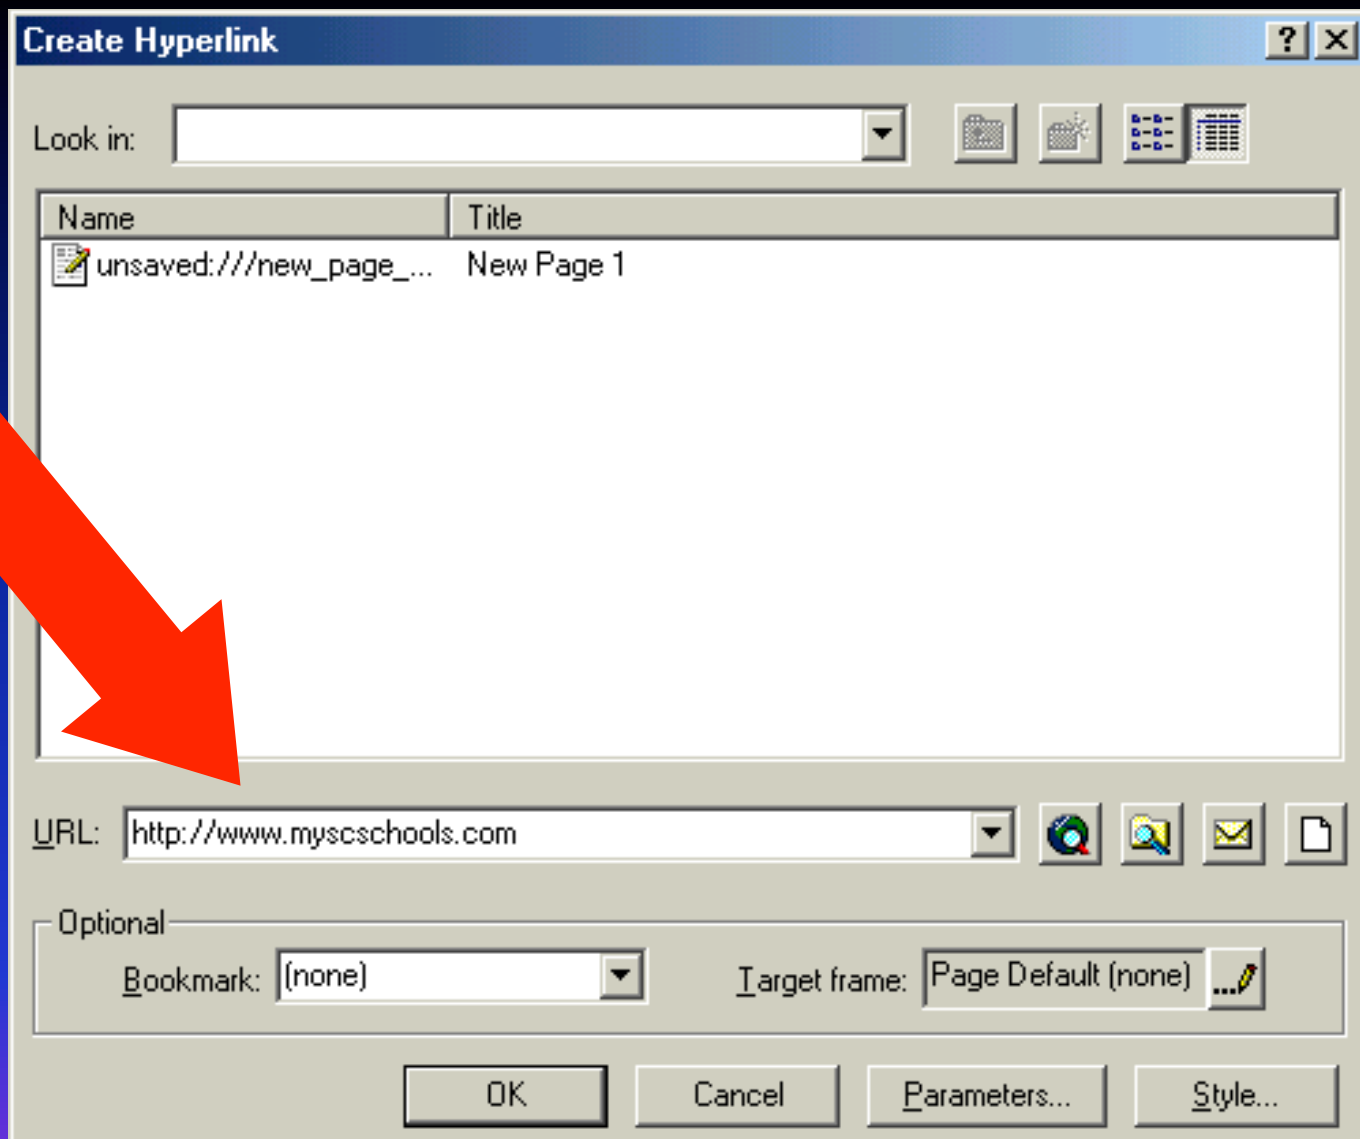 Create Hyperlink
Look in:
Name Title
unsaved:///new_page_... New Page 1
URL: http://www.myscschools.com
Optional
Bookmark: (none) Target frame: Page Default (none) ...
OK Cancel Parameters... Style...